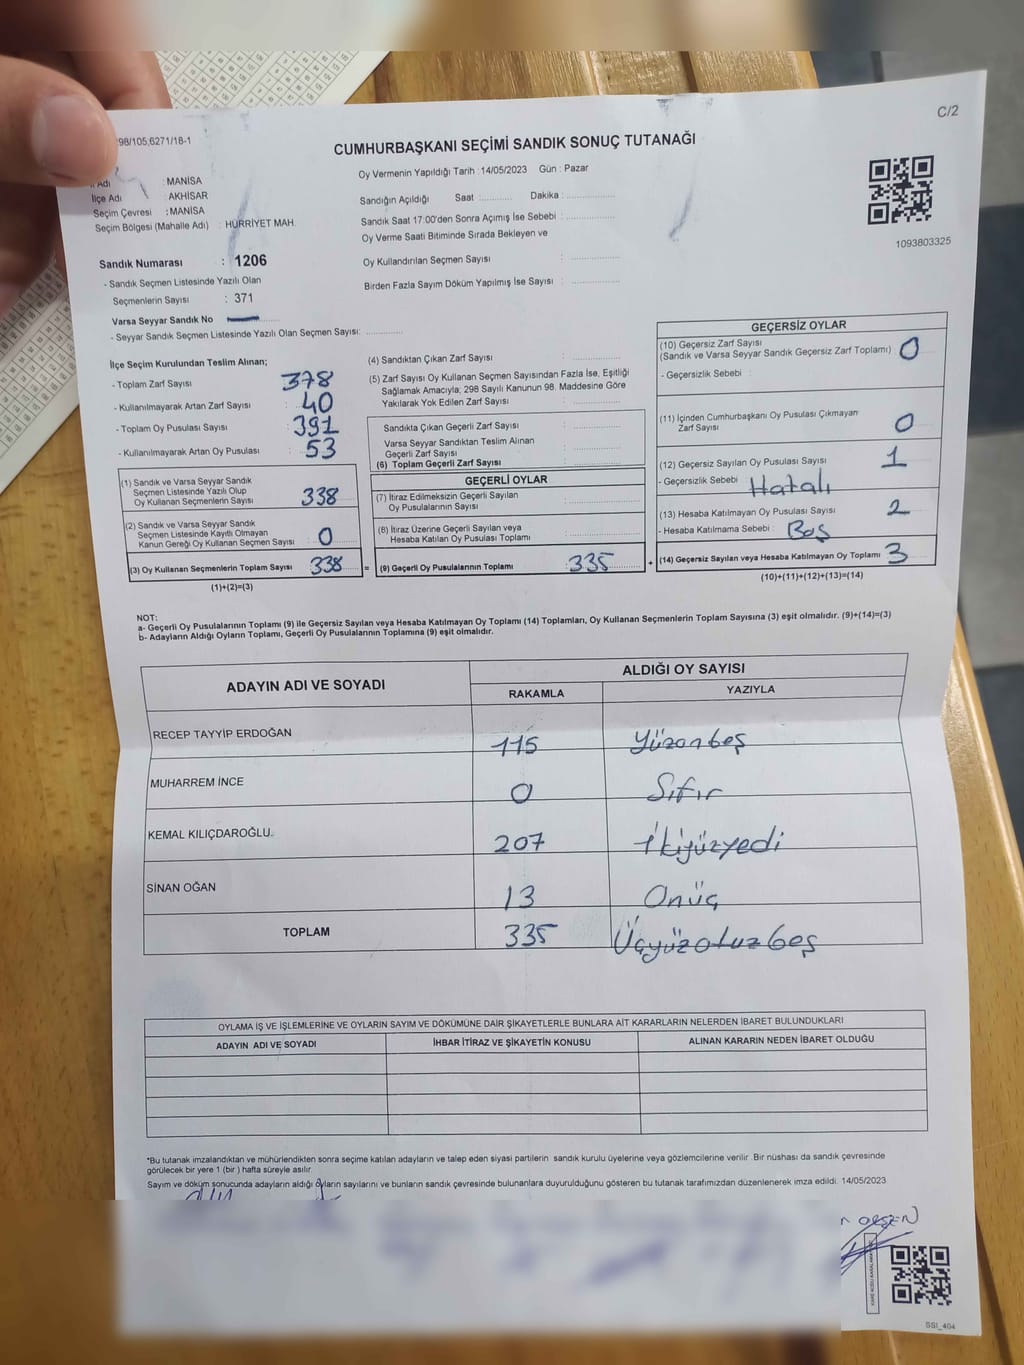 98/105,6271/18-1
C/2
CUMHURBAŞKANI SEÇİMİ SANDIK SONUÇ TUTANAĞI
Adı : MANİSA
İlçe Adı : AKHİSAR
Seçim Çevresi : MANİSA
Seçim Bölgesi (Mahalle Adı) : HÜRRİYET MAH.
Oy Vermenin Yapıldığı Tarih : 14/05/2023 Gün : Pazar
Sandığın Açıldığı Saat : Dakika :
Sandık Saat 17:00'den Sonra Açımış İse Sebebi :
Oy Verme Saati Bitiminde Sırada Bekleyen ve
Oy Kullandırılan Seçmen Sayısı :
Birden Fazla Sayım Döküm Yapılmış İse Sayısı :
1093803325
Sandık Numarası : 1206
- Sandık Seçmen Listesinde Yazılı Olan
Seçmenlerin Sayısı : 371
Varsa Seyyar Sandık No
- Seyyar Sandık Seçmen Listesinde Yazılı Olan Seçmen Sayısı:
İlçe Seçim Kurulundan Teslim Alınan;
- Toplam Zarf Sayısı : 378
- Kullanılmayarak Artan Zarf Sayısı : 40
- Toplam Oy Pusulası Sayısı : 391
- Kullanılmayarak Artan Oy Pusulası : 53
(1) Sandık ve Varsa Seyyar Sandık
Seçmen Listesinde Yazılı Olup
Oy Kullanan Seçmenlerin Sayısı 338
(2) Sandık ve Varsa Seyyar Sandık
Seçmen Listesinde Kayıtlı Olmayan
Kanun Gereği Oy Kullanan Seçmen Sayısı : 0
(3) Oy Kullanan Seçmenlerin Toplam Sayısı : 338 =
(1)+(2)=(3)
(4) Sandıktan Çıkan Zarf Sayısı :
(5) Zarf Sayısı Oy Kullanan Seçmen Sayısından Fazla İse, Eşitliği
Sağlamak Amacıyla; 298 Sayılı Kanunun 98. Maddesine Göre
Yakılarak Yok Edilen Zarf Sayısı :
Sandıkta Çıkan Geçerli Zarf Sayısı :
Varsa Seyyar Sandıktan Teslim Alınan
Geçerli Zarf Sayısı :
(6) Toplam Geçerli Zarf Sayısı :
GEÇERLİ OYLAR
(7) İtiraz Edilmeksizin Geçerli Sayılan
Oy Pusulalarının Sayısı :
(8) İtiraz Üzerine Geçerli Sayılan veya
Hesaba Katılan Oy Pusulası Toplamı :
(9) Geçerli Oy Pusulalarının Toplamı : 335 +
GEÇERSİZ OYLAR
(10) Geçersiz Zarf Sayısı
(Sandık ve Varsa Seyyar Sandık Geçersiz Zarf Toplamı) : 0
- Geçersizlik Sebebi :
(11) İçinden Cumhurbaşkanı Oy Pusulası Çıkmayan
Zarf Sayısı : 0
(12) Geçersiz Sayılan Oy Pusulası Sayısı : 1
- Geçersizlik Sebebi : Hatalı
(13) Hesaba Katılmayan Oy Pusulası Sayısı : 2
- Hesaba Katılmama Sebebi : Boş
(14) Geçersiz Sayılan veya Hesaba Katılmayan Oy Toplamı : 3
(10)+(11)+(12)+(13)=(14)
NOT:
a- Geçerli Oy Pusulalarının Toplamı (9) ile Geçersiz Sayılan veya Hesaba Katılmayan Oy Toplamı (14) Toplamları, Oy Kullanan Seçmenlerin Toplam Sayısına (3) eşit olmalıdır. (9)+(14)=(3)
b- Adayların Aldığı Oyların Toplamı, Geçerli Oy Pusulalarının Toplamına (9) eşit olmalıdır.
ADAYIN ADI VE SOYADI ALDIĞI OY SAYISI
RAKAMLA YAZIYLA
RECEP TAYYİP ERDOĞAN 115 Yüzonbeş
MUHARREM İNCE 0 Sıfır
KEMAL KILIÇDAROĞLU 207 İkiyüzyedi
SİNAN OĞAN 13 Onüç
TOPLAM 335 Üçyüzotuzbeş
OYLAMA İŞ VE İŞLEMLERİNE VE OYLARIN SAYIM VE DÖKÜMÜNE DAİR ŞİKAYETLERLE BUNLARA AİT KARARLARIN NELERDEN İBARET BULUNDUKLARI
ADAYIN ADI VE SOYADI İHBAR İTİRAZ VE ŞİKAYETİN KONUSU ALINAN KARARIN NEDEN İBARET OLDUĞU
*Bu tutanak imzalandıktan ve mühürlendikten sonra seçime katılan adayların ve talep eden siyasi partilerin sandık kurulu üyelerine veya gözlemcilerine verilir. Bir nüshası da sandık çevresinde
görülecek bir yere 1 (bir ) hafta süreyle asılır.
Sayım ve döküm sonucunda adayların aldığı oyların sayılarını ve bunların sandık çevresinde bulunanlara duyurulduğunu gösteren bu tutanak tarafımızdan düzenlenerek imza edildi. 14/05/2023
SSI_404